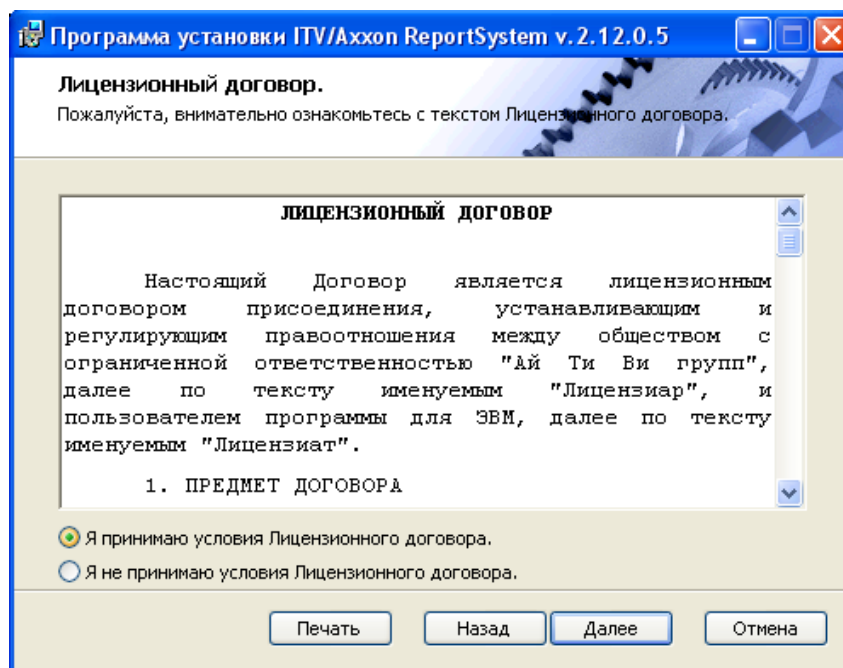 Программа установки ITV/Axxon ReportSystem v.2.12.0.5
Лицензионный договор.
Пожалуйста, внимательно ознакомьтесь с текстом Лицензионного договора.
ЛИЦЕНЗИОННЫЙ ДОГОВОР
Настоящий Договор является лицензионным
договором присоединения, устанавливающим и
регулирующим правоотношения между обществом с
ограниченной ответственностью "Ай Ти Ви групп",
далее по тексту именуемым "Лицензиар", и
пользователем программы для ЭВМ, далее по тексту
именуемым "Лицензиат".
1. ПРЕДМЕТ ДОГОВОРА
Я принимаю условия Лицензионного договора.
Я не принимаю условия Лицензионного договора.
Печать Назад Далее Отмена